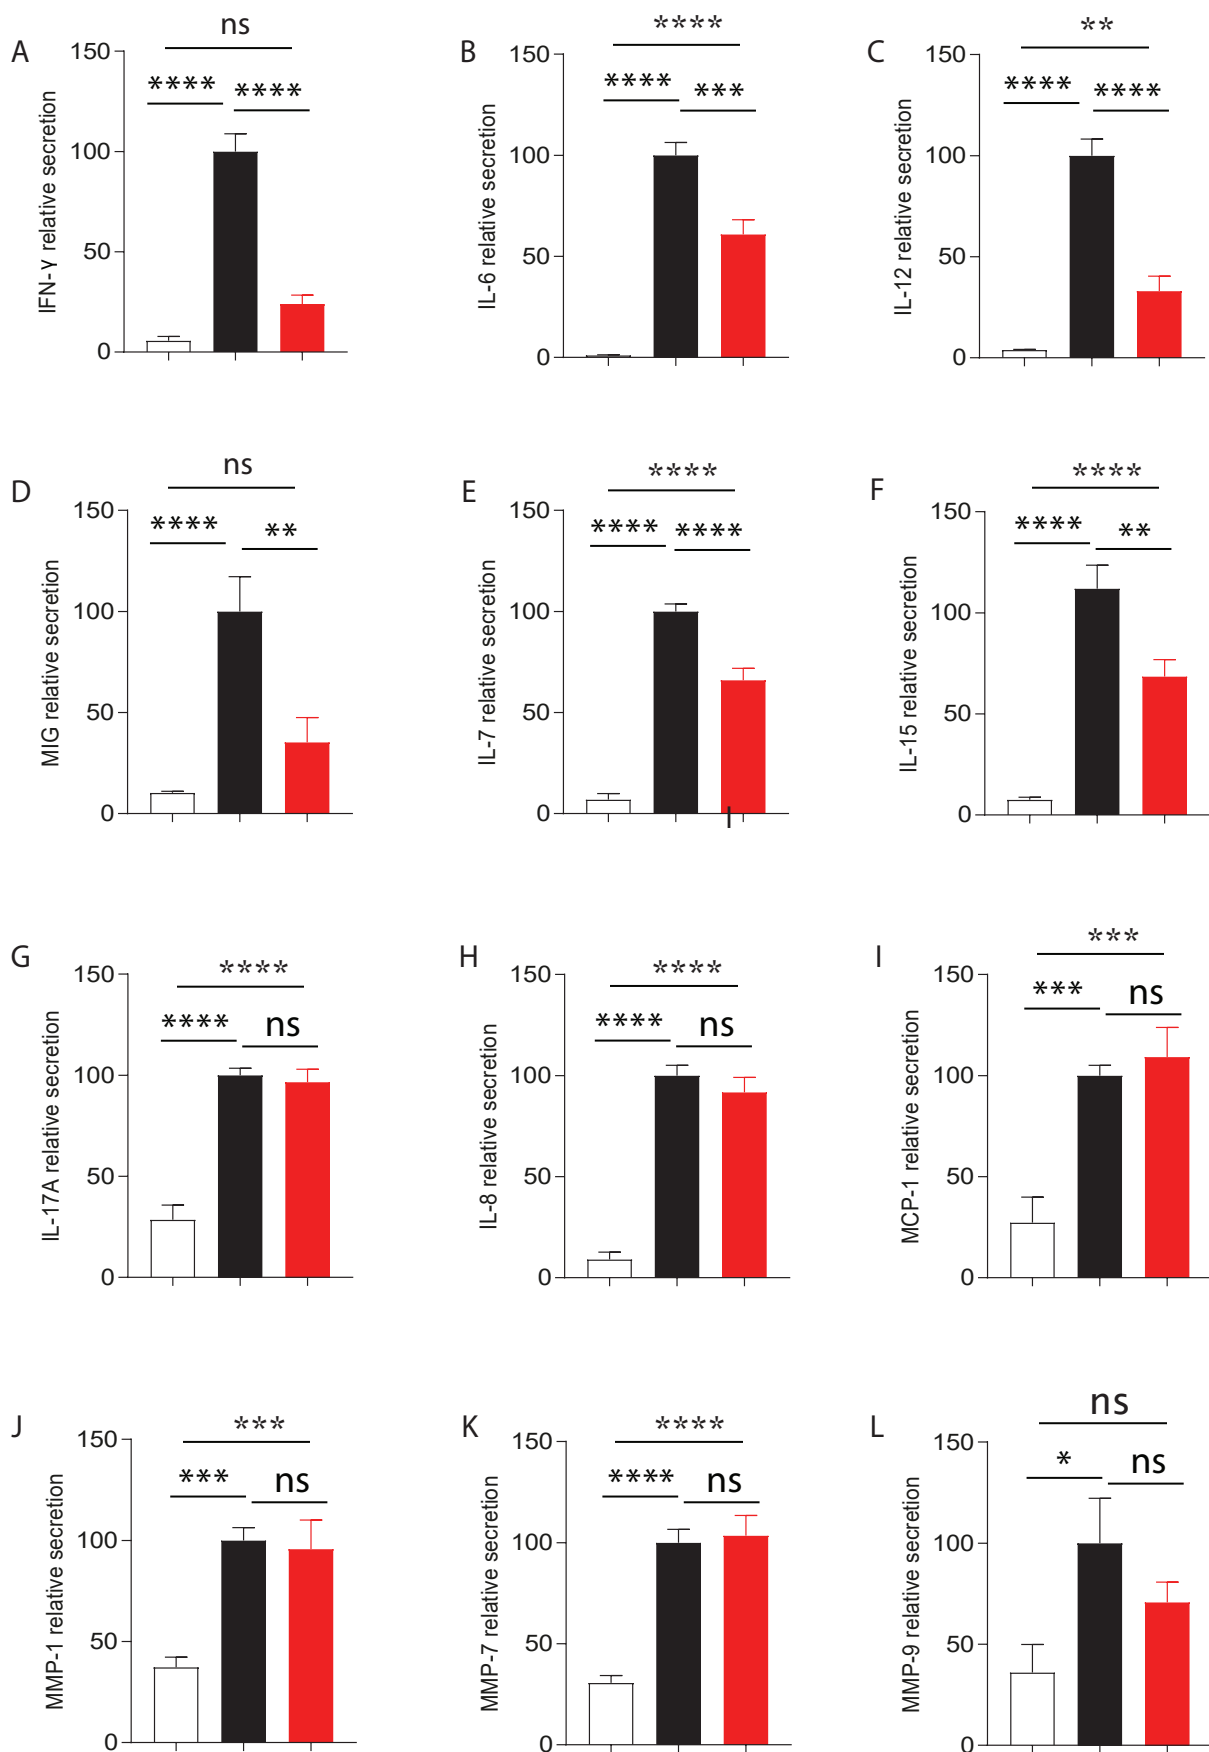 A
IFN-γ relative secretion
150
100
50
0
ns
****
****
B
IL-6 relative secretion
150
100
50
0
****
****
***
C
IL-12 relative secretion
150
100
50
0
**
****
****
D
MIG relative secretion
150
100
50
0
ns
****
**
E
IL-7 relative secretion
150
100
50
0
****
****
****
F
IL-15 relative secretion
150
100
50
0
****
****
**
G
IL-17A relative secretion
150
100
50
0
****
****
ns
H
IL-8 relative secretion
150
100
50
0
****
****
ns
I
MCP-1 relative secretion
150
100
50
0
***
***
ns
J
MMP-1 relative secretion
150
100
50
0
***
***
ns
K
MMP-7 relative secretion
150
100
50
0
****
****
ns
L
MMP-9 relative secretion
150
100
50
0
ns
*
ns